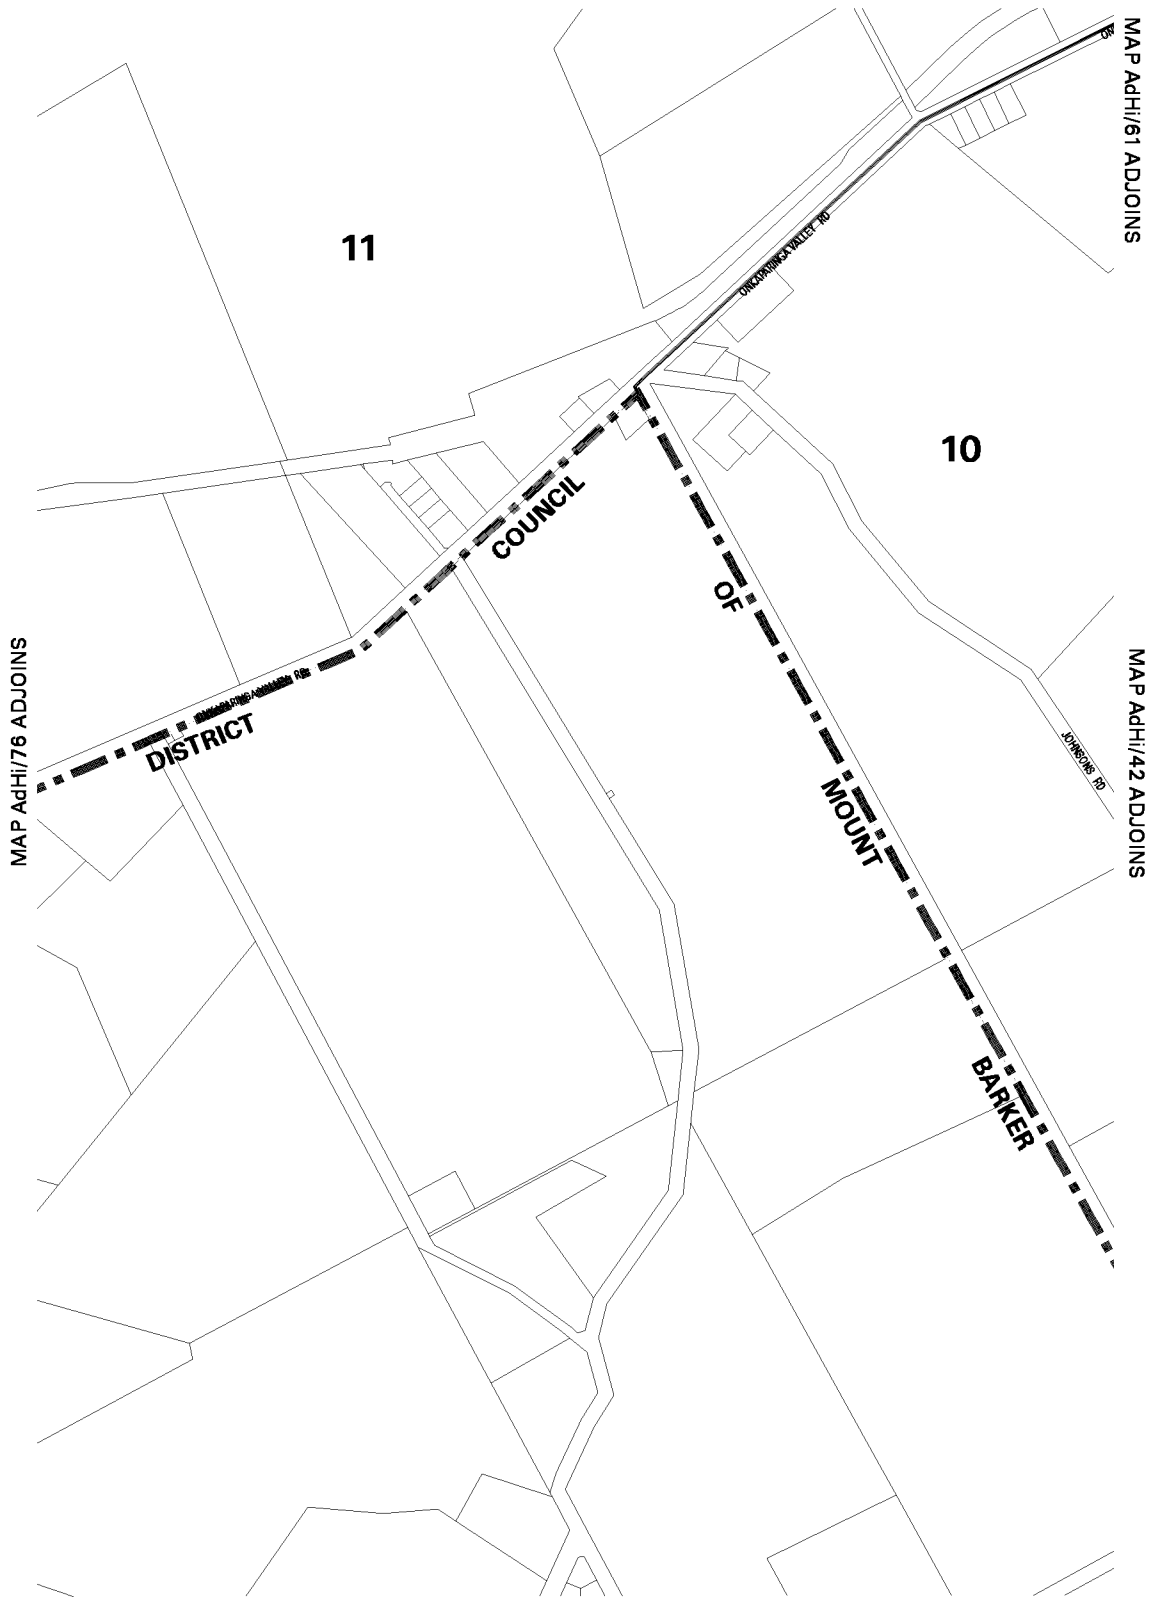 MAP AdHi/61 ADJOINS
11
ONKAPARINGA VALLEY RD
10
COUNCIL
OF
MAP AdHi/76 ADJOINS
DISTRICT
MAP AdHi/42 ADJOINS
JOHNSONS RD
MOUNT
BARKER